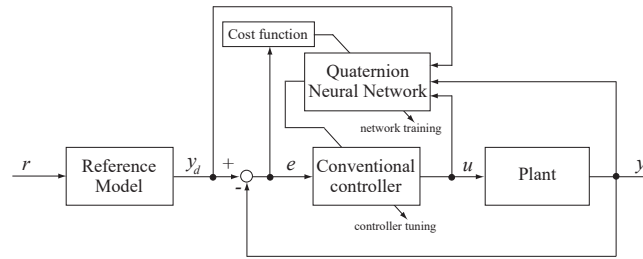 Cost function
Quaternion
Neural Network
network training
r
Reference
Model
y_d
+
-
e
Conventional
controller
u
Plant
y
controller tuning